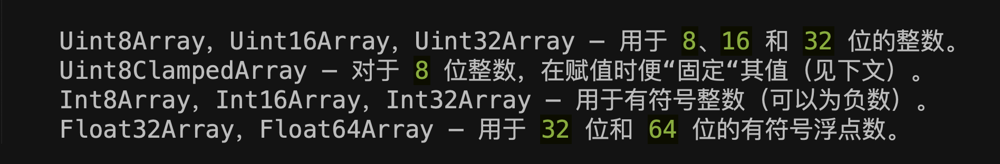 Uint8Array, Uint16Array, Uint32Array — 用于 8、16 和 32 位的整数。
Uint8ClampedArray — 对于 8 位整数，在赋值时便“固定“其值（见下文）。
Int8Array, Int16Array, Int32Array — 用于有符号整数（可以为负数）。
Float32Array, Float64Array — 用于 32 位和 64 位的有符号浮点数。